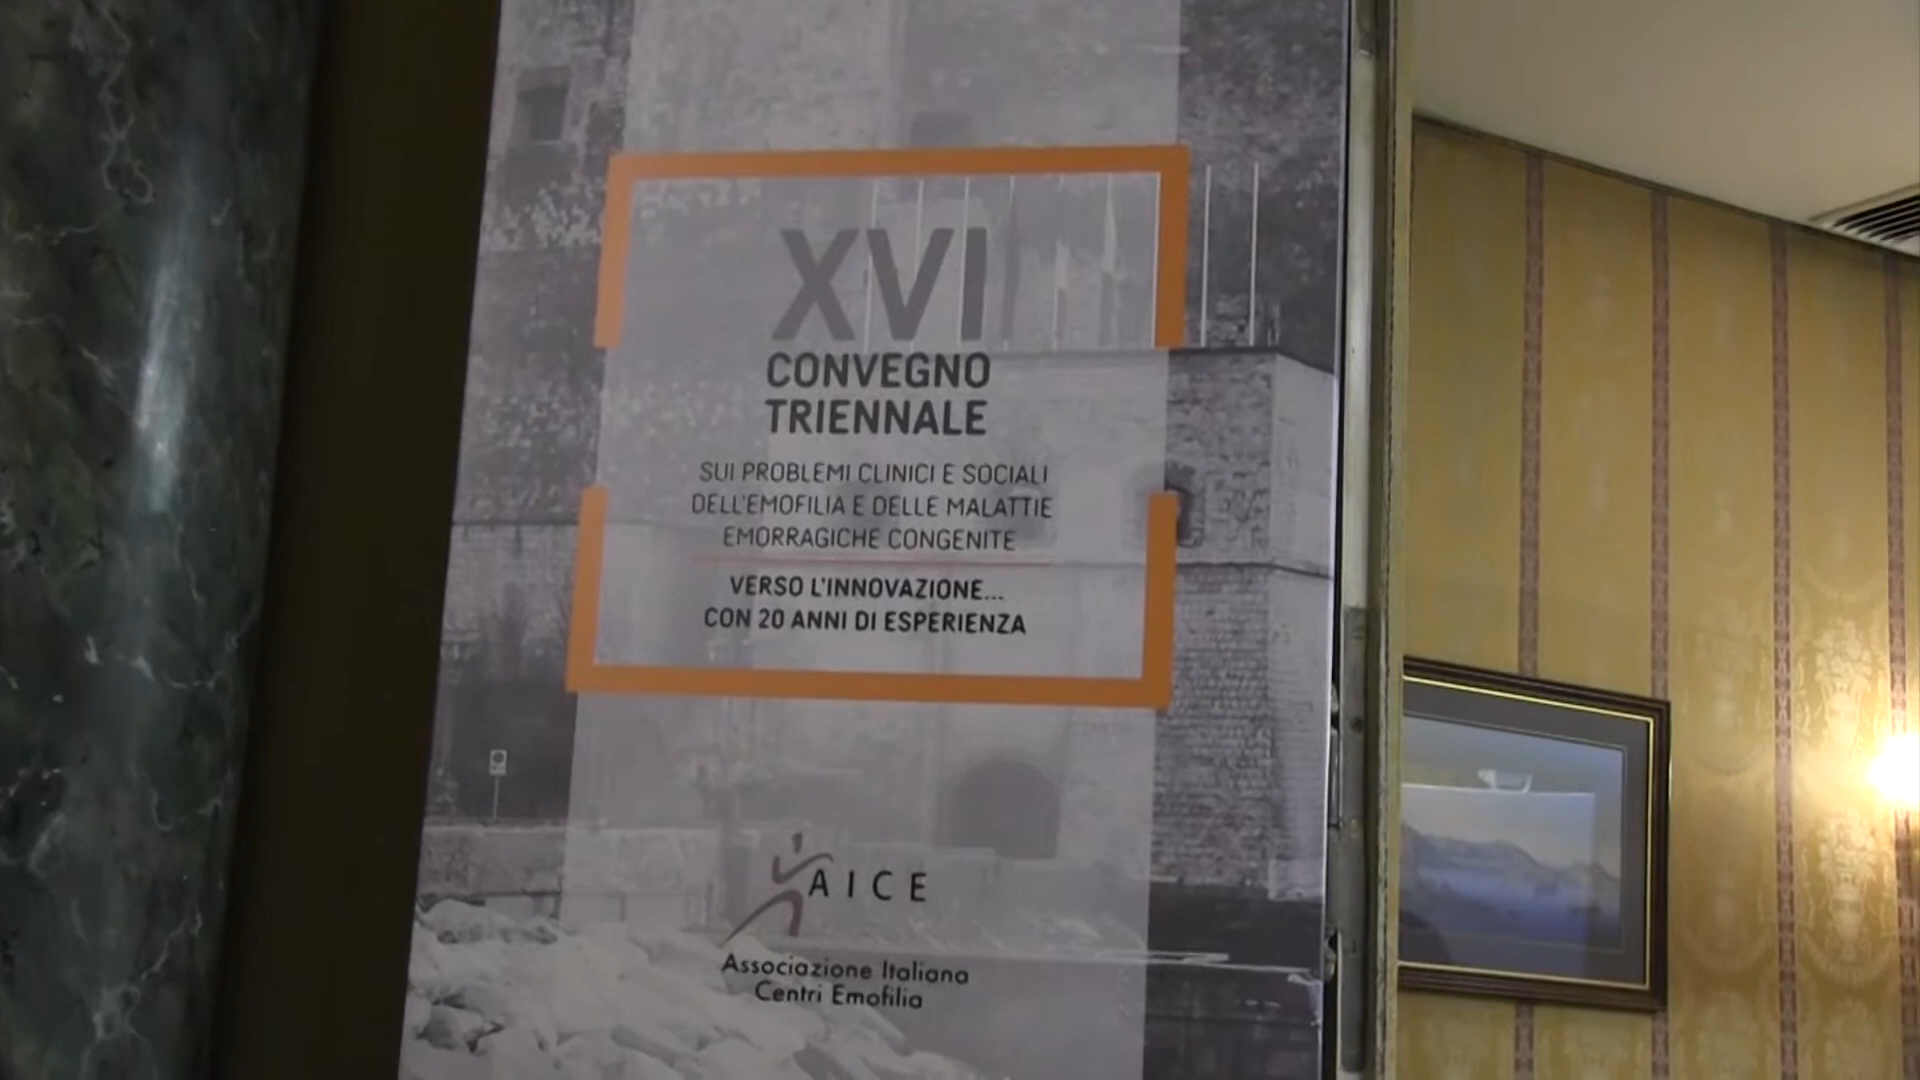 XVI
CONVEGNO
TRIENNALE
SUI PROBLEMI CLINICI E SOCIALI
DELL'EMOFILIA E DELLE MALATTIE
EMORRAGICHE CONGENITE
VERSO L'INNOVAZIONE...
CON 20 ANNI DI ESPERIENZA
AICE
Associazione Italiana
Centri Emofilia